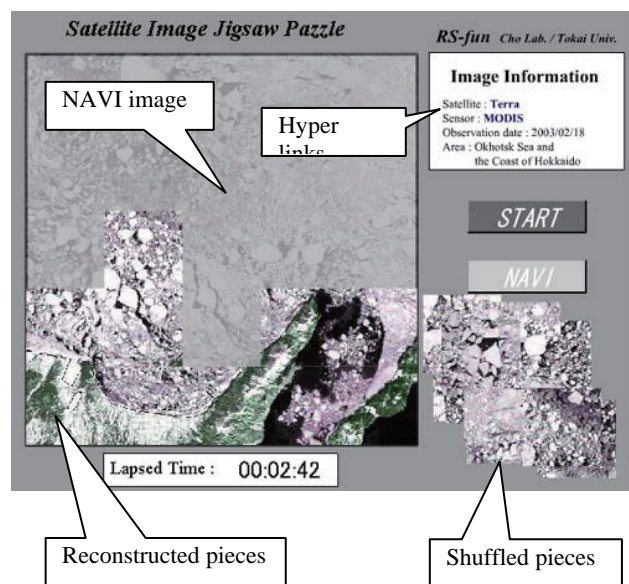 Satellite Image Jigsaw Pazzle
RS-fun Cho Lab. / Tokai Univ.
NAVI image
Hyper
links
Image Information
Satellite : Terra
Sensor : MODIS
Observation date : 2003/02/18
Area : Okhotsk Sea and
the Coast of Hokkaido
START
NAVI
Lapsed Time : 00:02:42
Reconstructed pieces
Shuffled pieces